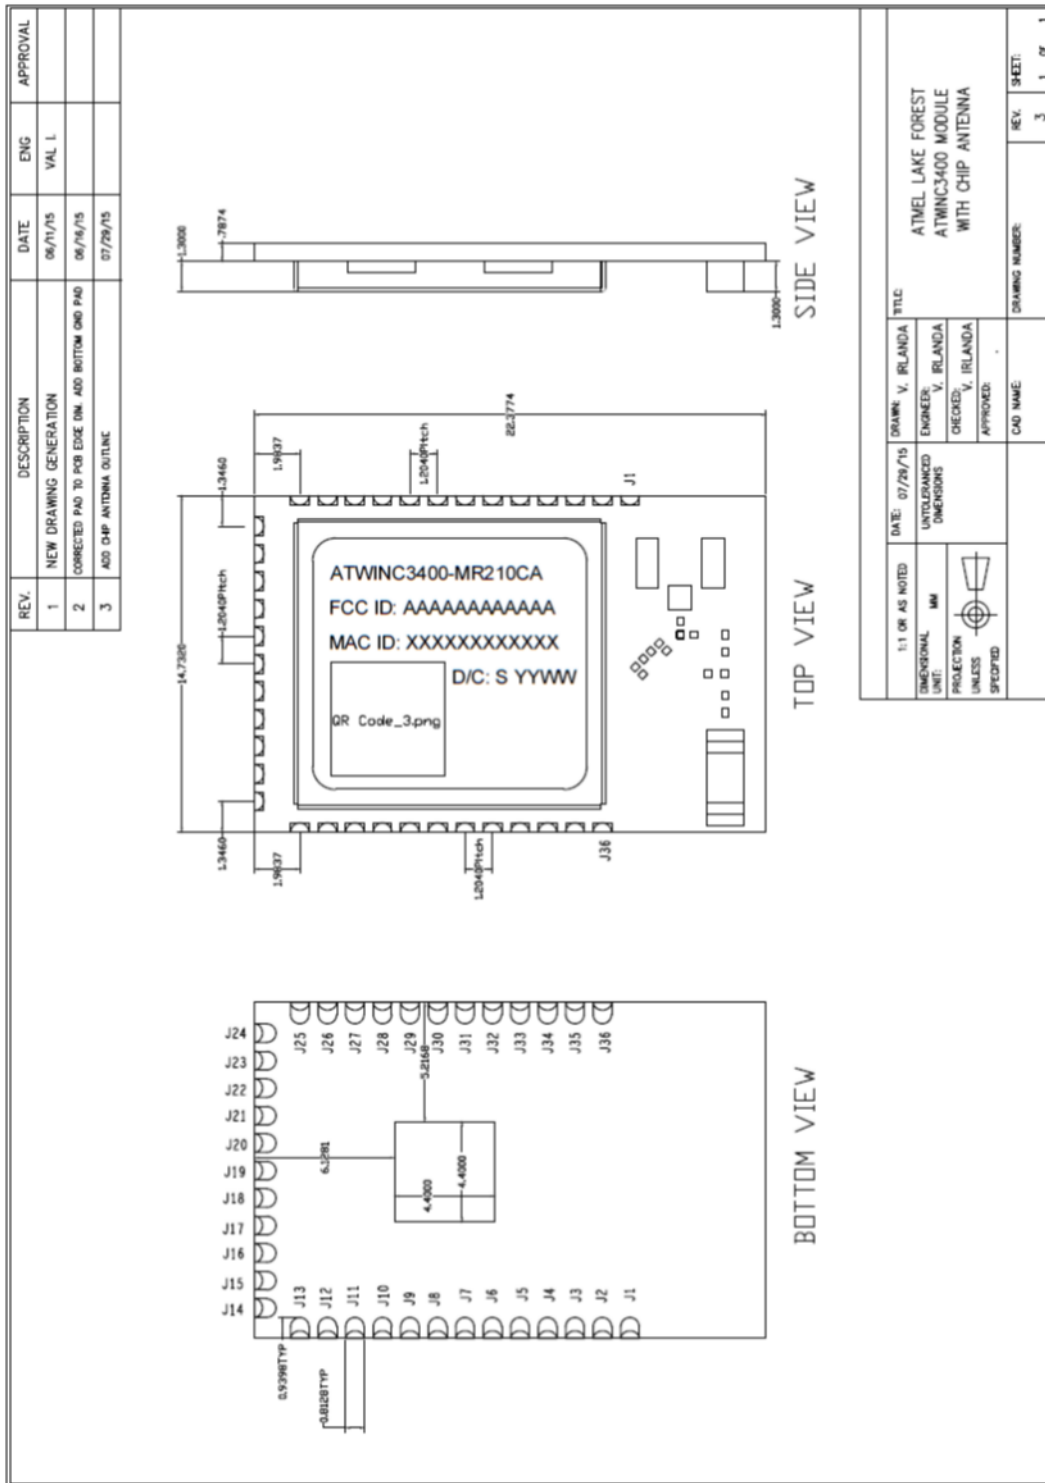 REV. DESCRIPTION DATE ENG APPROVAL
1 NEW DRAWING GENERATION 06/11/15 VAL I.
2 CORRECTED PAD TO PCB EDGE DIM. ADD BOTTOM GND PAD 06/16/15
3 ADD CHIP ANTENNA OUTLINE 07/29/15
1.3000
.7874
1.3000
SIDE VIEW
14.7320
1.3460
1.2040Pitch
1.3460
1.9837
1.9837
22.3774
1.2040Pitch
1.2040Pitch
J1
J36
ATWINC3400-MR210CA
FCC ID: AAAAAAAAAAAA
MAC ID: XXXXXXXXXXXX
D/C: S YYWW
QR Code_3.png
TOP VIEW
J14
J15
J16
J17
J18
J19
J20
J21
J22
J23
J24
J13
J12
J11
J10
J9
J8
J7
J6
J5
J4
J3
J2
J1
J25
J26
J27
J28
J29
J30
J31
J32
J33
J34
J35
J36
0.9398TYP
0.8128TYP
6.1281
5.2168
4.4000
4.4000
BOTTOM VIEW
1:1 OR AS NOTED
DIMENSIONAL UNIT: MM
PROJECTION
UNLESS
SPECIFIED
DATE: 07/29/15
UNTOLERANCED
DIMENSIONS
DRAWN: V. IRLANDA
ENGINEER: V. IRLANDA
CHECKED: V. IRLANDA
APPROVED: .
CAD NAME:
TITLE:
ATMEL LAKE FOREST
ATWINC3400 MODULE
WITH CHIP ANTENNA
DRAWING NUMBER:
REV.
3
SHEET:
1 OF 1